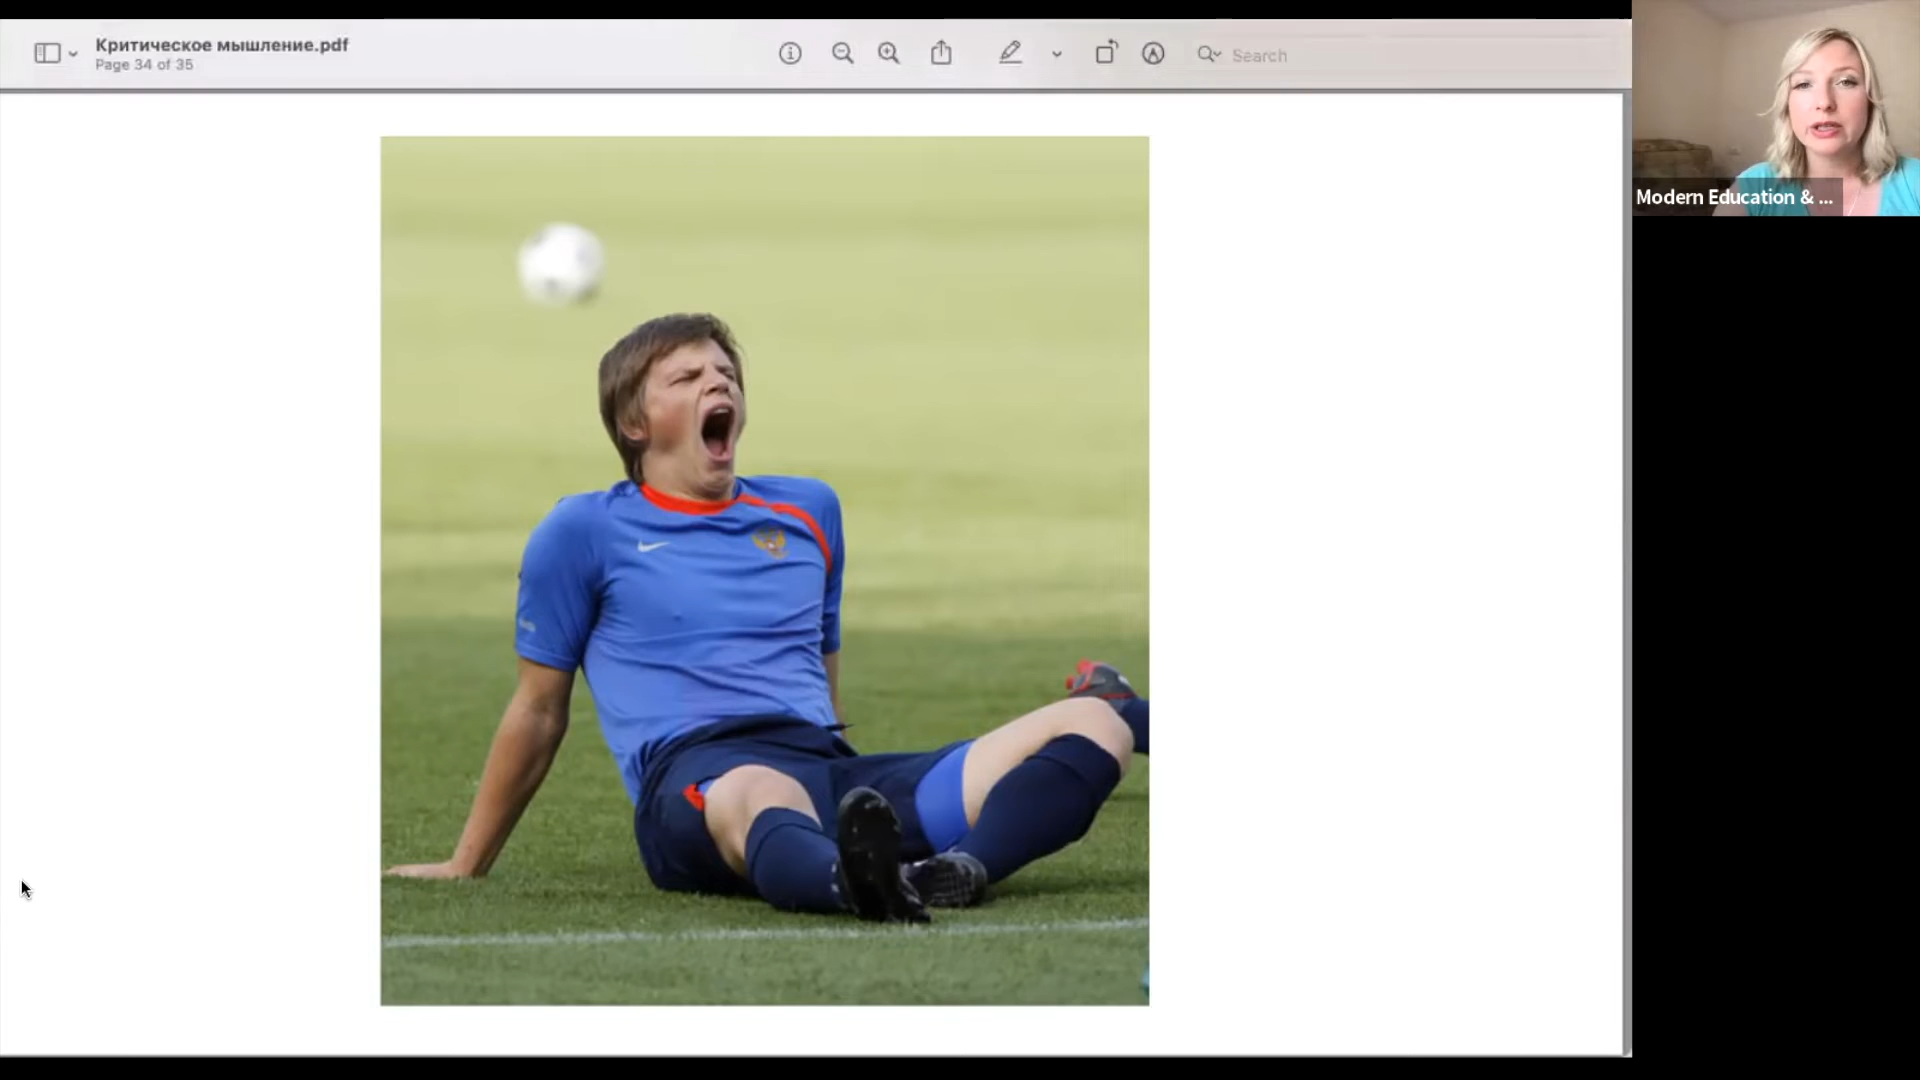 Критическое мышление.pdf
Page 34 of 35
Search
Modern Education & ...